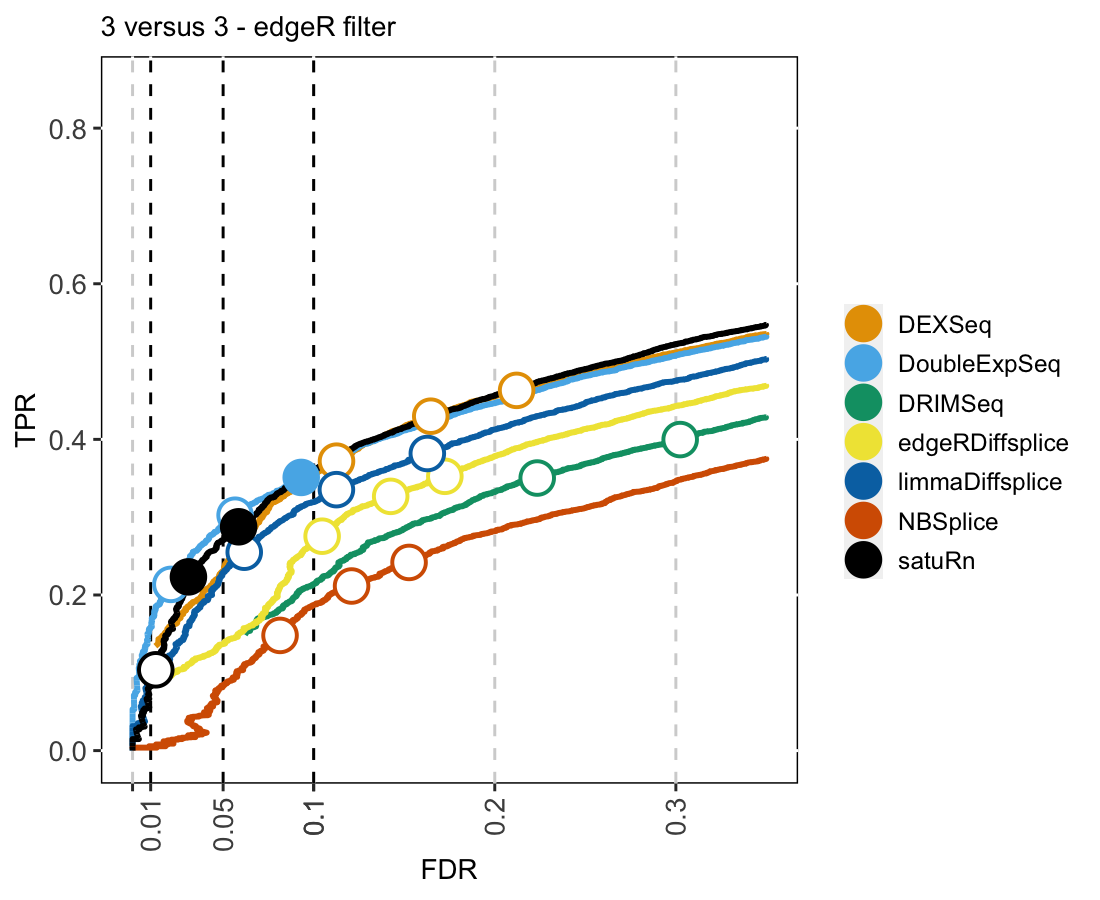 3 versus 3 - edgeR filter
TPR
0.8
0.6
0.4
0.2
0.0
0.01
0.05
0.1
0.2
0.3
FDR
DEXSeq
DoubleExpSeq
DRIMSeq
edgeRDiffsplice
limmaDiffsplice
NBSplice
satuRn